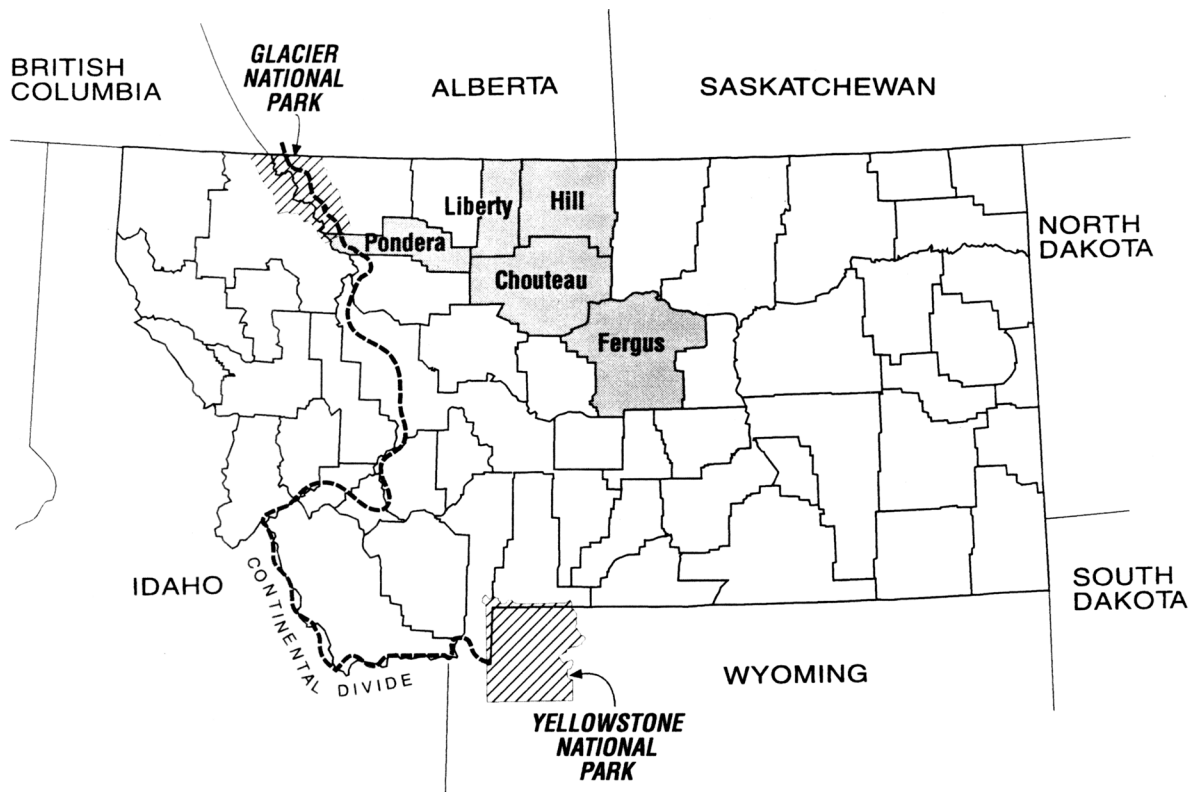 BRITISH
COLUMBIA
GLACIER
NATIONAL
PARK
ALBERTA
SASKATCHEWAN
Liberty
Hill
Pondera
Chouteau
Fergus
NORTH
DAKOTA
IDAHO
CONTINENTAL
DIVIDE
SOUTH
DAKOTA
WYOMING
YELLOWSTONE
NATIONAL
PARK